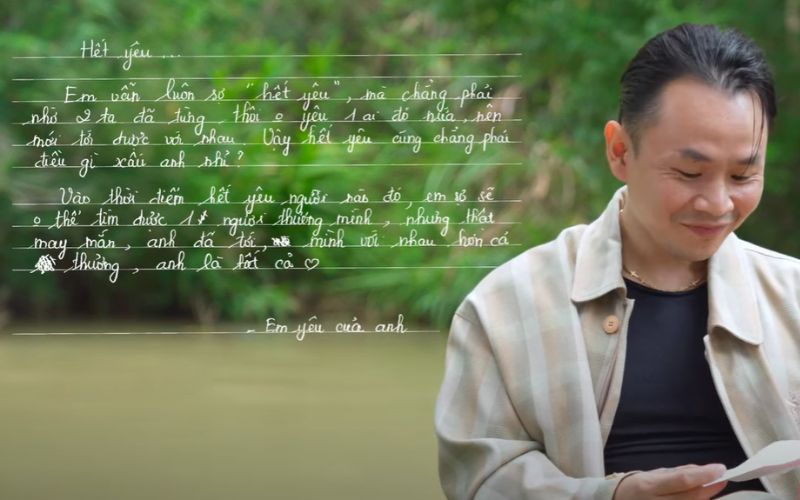 Hết yêu ...
Em vẫn luôn sợ "hết yêu", mà chẳng phải
nhờ 2 ta đã từng thôi o yêu 1 ai đó nữa, nên
mới tới được với nhau. Vậy hết yêu cũng chẳng phải
điều gì xấu anh nhỉ?
Vào thời điểm hết yêu người nào đó, em sợ sẽ
o thể tìm được 1 người thương mình, nhưng thật
may mắn, anh đã tới, mình với nhau hơn cả
thương, anh là tất cả ♡
- Em yêu của anh